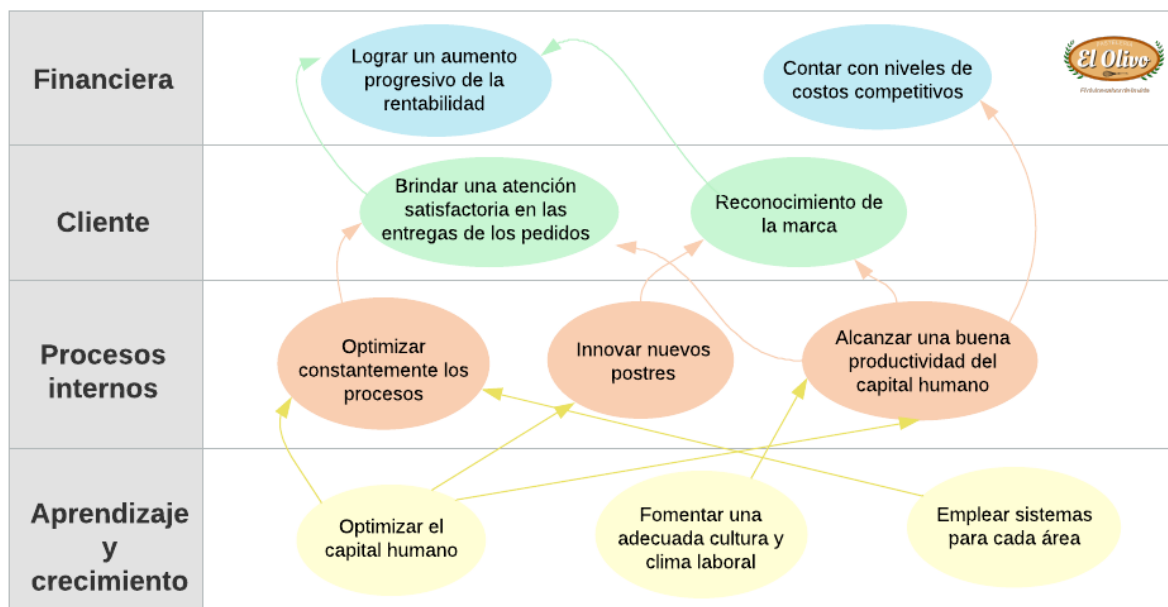 Financiera
Lograr un aumento
progresivo de la
rentabilidad
Contar con niveles de
costos competitivos
El Olivo
Cliente
Brindar una atención
satisfactoria en las
entregas de los pedidos
Reconocimiento de
la marca
Procesos
internos
Optimizar
constantemente los
procesos
Innovar nuevos
postres
Alcanzar una buena
productividad del
capital humano
Aprendizaje
y
crecimiento
Optimizar el
capital humano
Fomentar una
adecuada cultura y
clima laboral
Emplear sistemas
para cada área